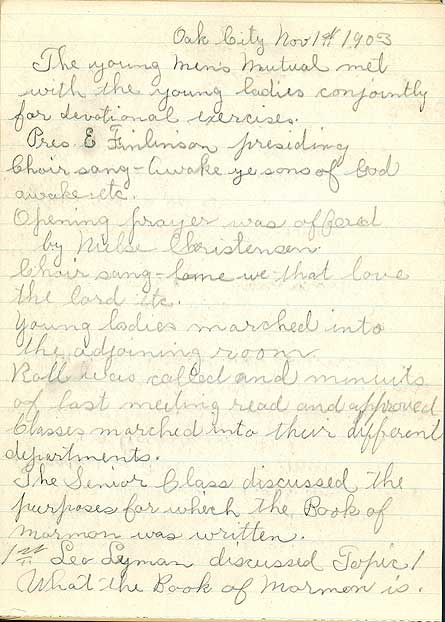 Oak City Nov 1st 1903
The young men's mutual met
with the young ladies conjointly
for devotional exercises.
Pres. E Finlinson presiding
Choir sang - Awake ye sons of God
awake etc.
Opening prayer was offered
by Nielse Christensen.
Choir sang - Come we that love
the lord etc.
Young ladies marched into
the adjoining room.
Roll was called and minuits
of last meeting read and approved
Classes marched into their different
departments.
The Senior Class discussed the
purposes for which the Book of
Mormon was written.
1st Leo Lyman discussed Topic 1
What the Book of Mormon is.